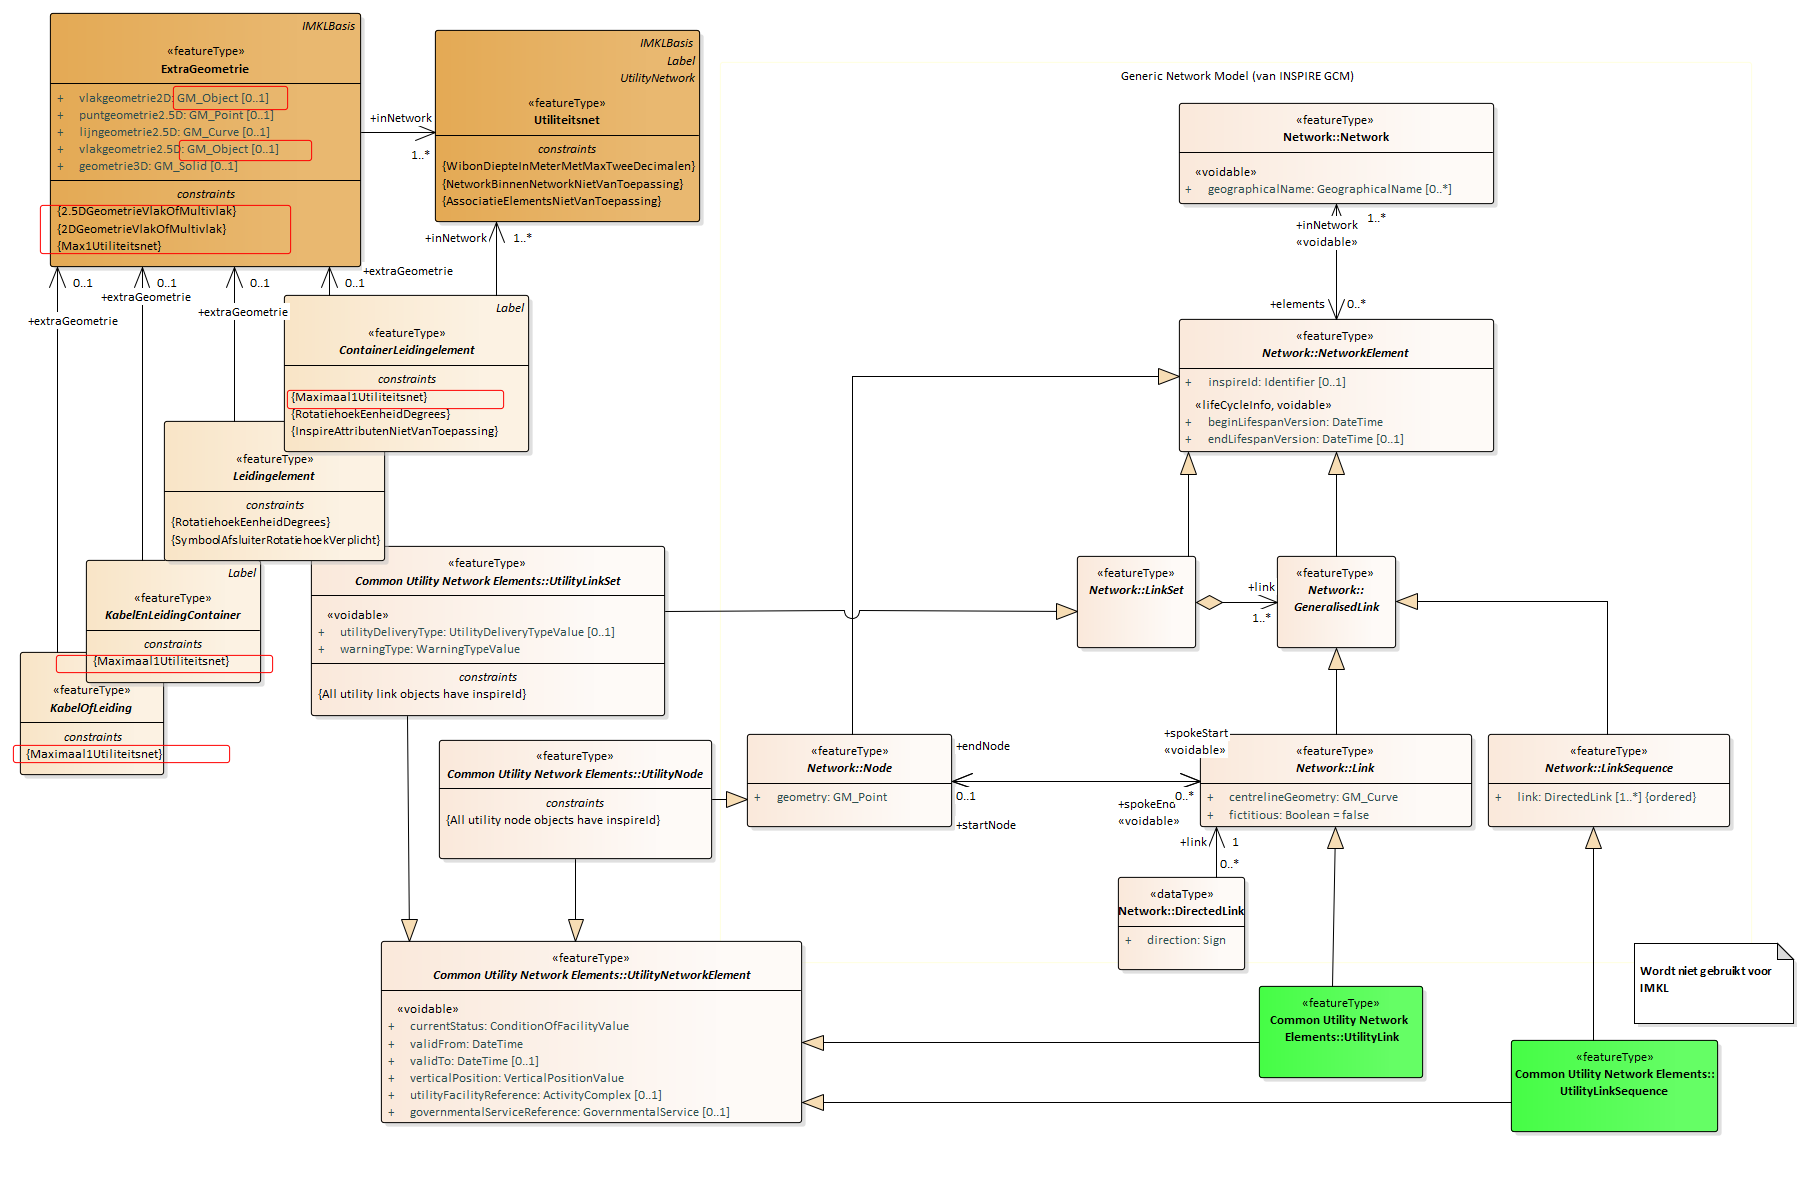 IMKLBasis
«featureType»
ExtraGeometrie
+ vlakgeometrie2D: GM_Object [0..1]
+ puntgeometrie2.5D: GM_Point [0..1]
+ lijngeometrie2.5D: GM_Curve [0..1]
+ vlakgeometrie2.5D: GM_Object [0..1]
+ geometrie3D: GM_Solid [0..1]
constraints
{2.5DGeometrieVlakOfMultivlak}
{2DGeometrieVlakOfMultivlak}
{Max1Utiliteitsnet}
+inNetwork
1..*
IMKLBasis
Label
UtilityNetwork
«featureType»
Utiliteitsnet
constraints
{WibonDiepteInMeterMetMaxTweeDecimalen}
{NetworkBinnenNetworkNietVanToepassing}
{AssociatieElementsNietVanToepassing}
+inNetwork
1..*
0..1
+extraGeometrie
0..1
+extraGeometrie
0..1
+extraGeometrie
0..1
+extraGeometrie
Label
«featureType»
ContainerLeidingelement
constraints
{Maximaal1Utiliteitsnet}
{RotatiehoekEenheidDegrees}
{InspireAttributenNietVanToepassing}
«featureType»
Leidingelement
constraints
{RotatiehoekEenheidDegrees}
{SymboolAfsluiterRotatiehoekVerplicht}
Label
«featureType»
KabelEnLeidingContainer
constraints
{Maximaal1Utiliteitsnet}
«featureType»
KabelOfLeiding
constraints
{Maximaal1Utiliteitsnet}
«featureType»
Common Utility Network Elements::UtilityLinkSet
«voidable»
+ utilityDeliveryType: UtilityDeliveryTypeValue [0..1]
+ warningType: WarningTypeValue
constraints
{All utility link objects have inspireId}
«featureType»
Common Utility Network Elements::UtilityNode
constraints
{All utility node objects have inspireId}
«featureType»
Common Utility Network Elements::UtilityNetworkElement
«voidable»
+ currentStatus: ConditionOfFacilityValue
+ validFrom: DateTime
+ validTo: DateTime [0..1]
+ verticalPosition: VerticalPositionValue
+ utilityFacilityReference: ActivityComplex [0..1]
+ governmentalServiceReference: GovernmentalService [0..1]
Generic Network Model (van INSPIRE GCM)
«featureType»
Network::Network
«voidable»
+ geographicalName: GeographicalName [0..*]
1..*
+inNetwork
«voidable»
+elements
0..*
«featureType»
Network::NetworkElement
+ inspireId: Identifier [0..1]
«lifeCycleInfo, voidable»
+ beginLifespanVersion: DateTime
+ endLifespanVersion: DateTime [0..1]
«featureType»
Network::LinkSet
+link
1..*
«featureType»
Network::
GeneralisedLink
«featureType»
Network::Node
+ geometry: GM_Point
+endNode
0..1
+startNode
+spokeStart
«voidable»
0..*
+spokeEnd
«voidable»
«featureType»
Network::Link
+ centrelineGeometry: GM_Curve
+ fictitious: Boolean = false
«featureType»
Network::LinkSequence
+ link: DirectedLink [1..*] {ordered}
+link
1
0..*
«dataType»
Network::DirectedLink
+ direction: Sign
«featureType»
Common Utility Network
Elements::UtilityLink
«featureType»
Common Utility Network Elements::
UtilityLinkSequence
Wordt niet gebruikt voor
IMKL